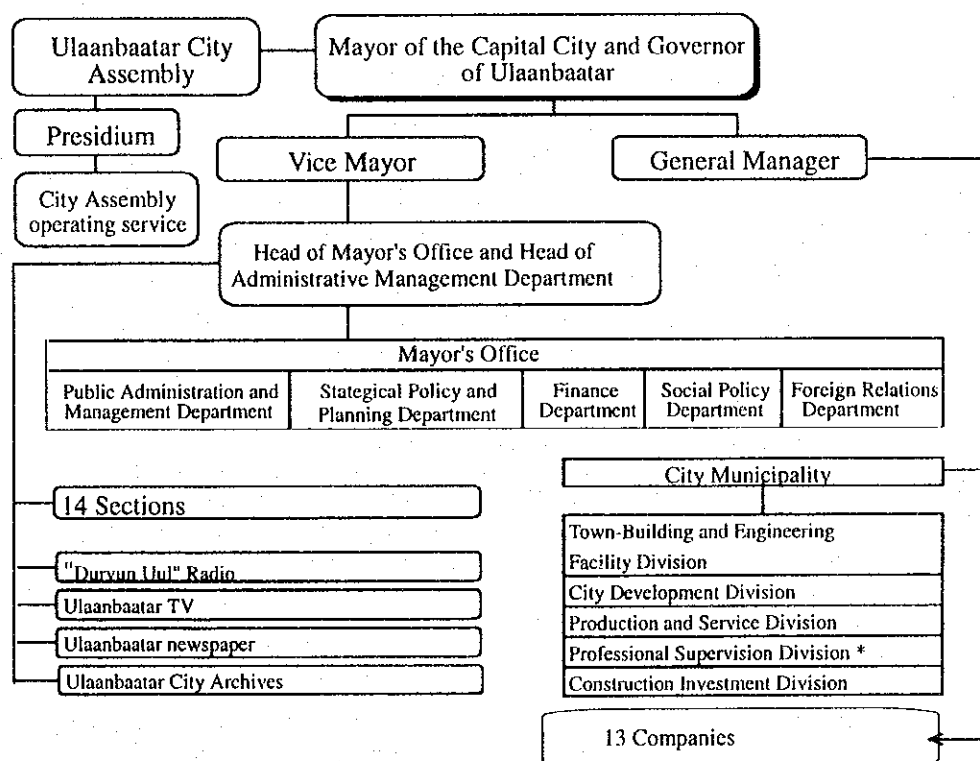 Ulaanbaatar City
Assembly
Mayor of the Capital City and Governor
of Ulaanbaatar
Presidium
Vice Mayor
General Manager
City Assembly
operating service
Head of Mayor's Office and Head of
Administrative Management Department
Mayor's Office
Public Administration and
Management Department
Stategical Policy and
Planning Department
Finance
Department
Social Policy
Department
Foreign Relations
Department
14 Sections
"Durvun Uul" Radio
Ulaanbaatar TV
Ulaanbaatar newspaper
Ulaanbaatar City Archives
City Municipality
Town-Building and Engineering
Facility Division
City Development Division
Production and Service Division
Professional Supervision Division *
Construction Investment Division
13 Companies